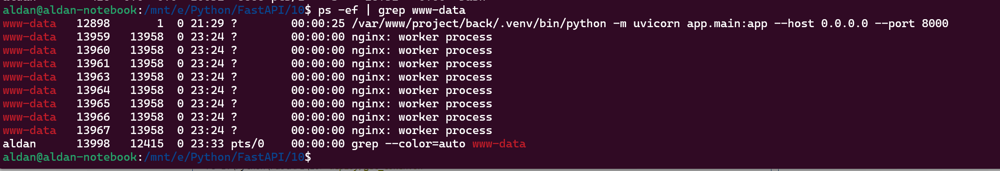 aldan@aldan-notebook:/mnt/e/Python/FastAPI/10$ ps -ef | grep www-data
www-data   12898       1  0 21:29 ?        00:00:25 /var/www/project/back/.venv/bin/python -m uvicorn app.main:app --host 0.0.0.0 --port 8000
www-data   13959   13958  0 23:24 ?        00:00:00 nginx: worker process
www-data   13960   13958  0 23:24 ?        00:00:00 nginx: worker process
www-data   13961   13958  0 23:24 ?        00:00:00 nginx: worker process
www-data   13963   13958  0 23:24 ?        00:00:00 nginx: worker process
www-data   13964   13958  0 23:24 ?        00:00:00 nginx: worker process
www-data   13965   13958  0 23:24 ?        00:00:00 nginx: worker process
www-data   13966   13958  0 23:24 ?        00:00:00 nginx: worker process
www-data   13967   13958  0 23:24 ?        00:00:00 nginx: worker process
aldan      13998   12415  0 23:33 pts/0    00:00:00 grep --color=auto www-data
aldan@aldan-notebook:/mnt/e/Python/FastAPI/10$